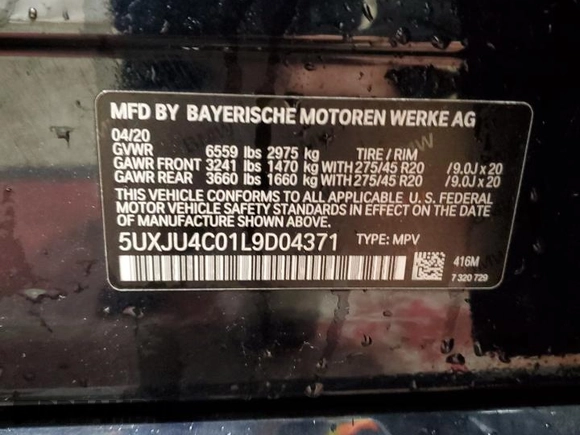 MFD BY BAYERISCHE MOTOREN WERKE AG
04/20
GVWR 6559 lbs 2975 kg TIRE / RIM
GAWR FRONT 3241 lbs 1470 kg WITH 275/45 R20 /9.0J x 20
GAWR REAR 3660 lbs 1660 kg WITH 275/45 R20 /9.0J x 20
THIS VEHICLE CONFORMS TO ALL APPLICABLE U. S. FEDERAL
MOTOR VEHICLE SAFETY STANDARDS IN EFFECT ON THE DATE
OF MANUFACTURE SHOWN ABOVE.
5UXJU4C01L9D04371 TYPE: MPV
416M
7 320 729